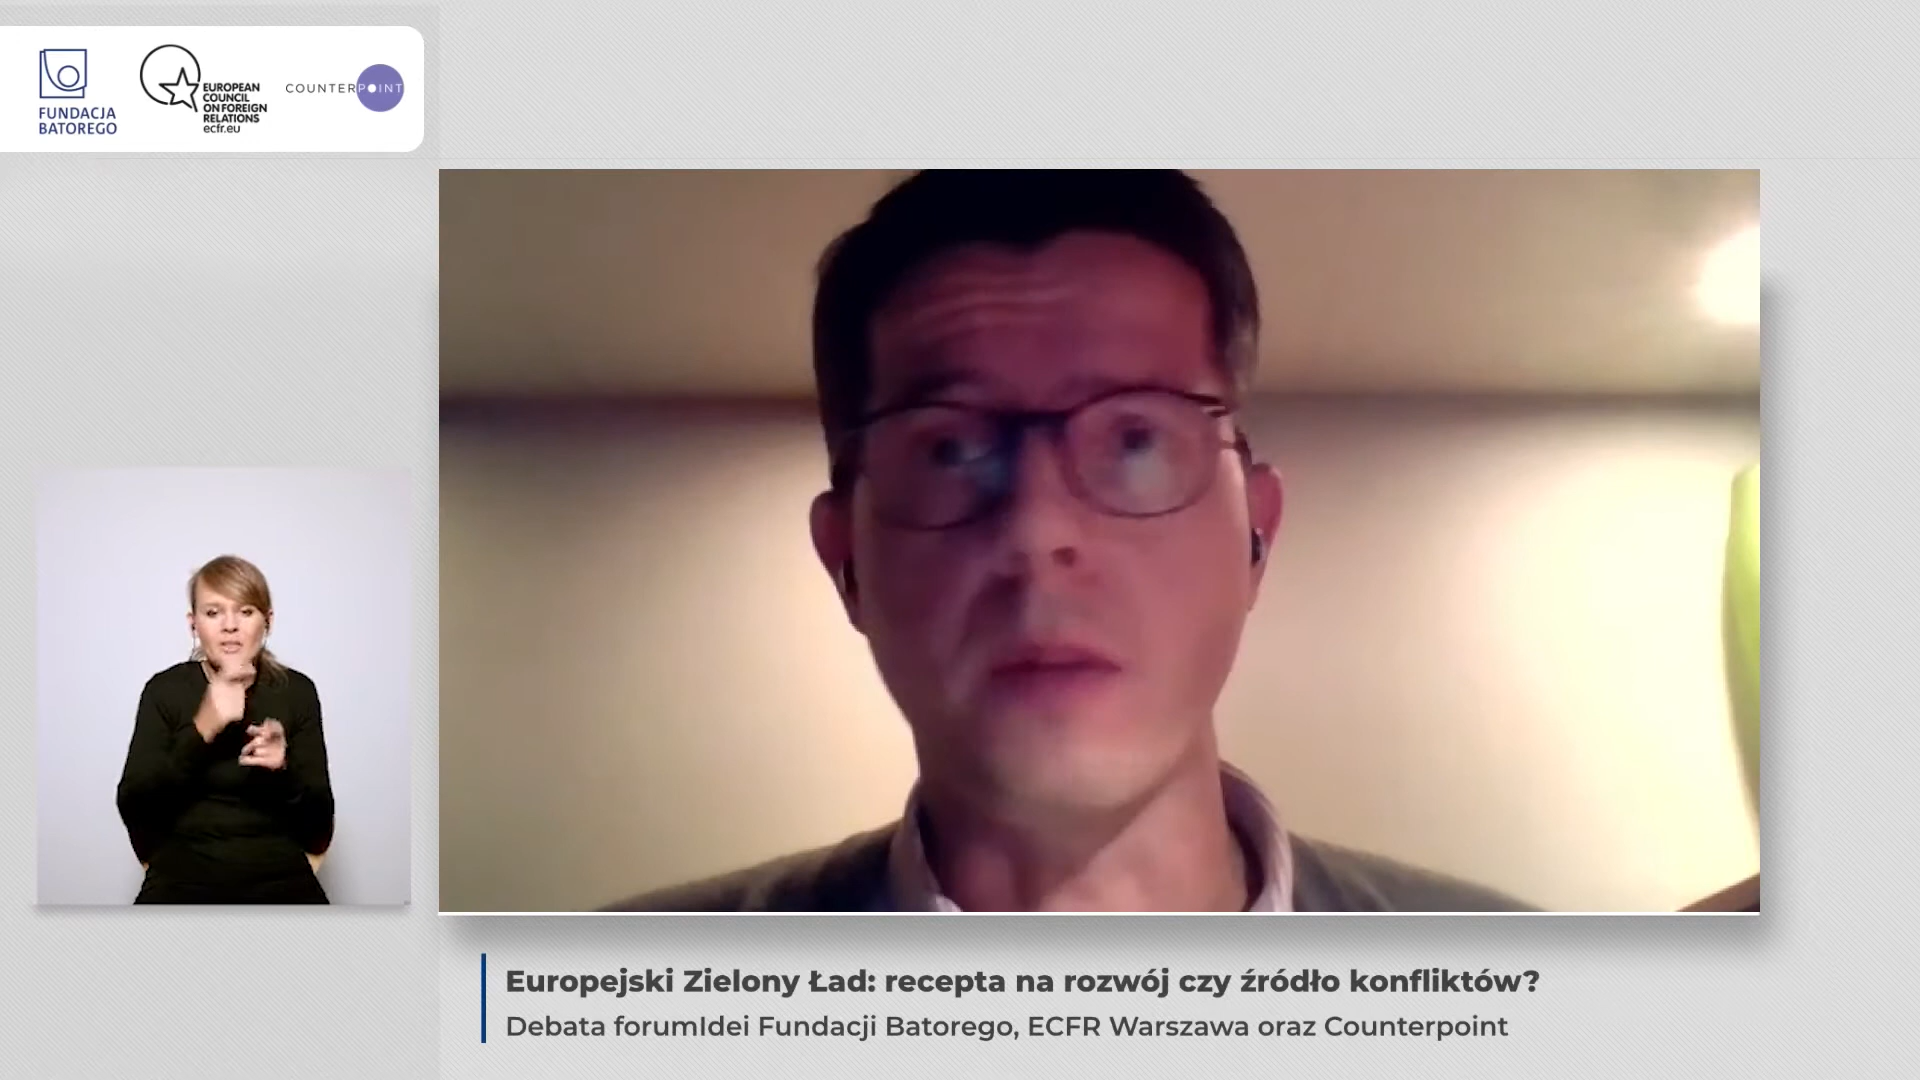 FUNDACJA
BATOREGO
EUROPEAN
COUNCIL
ON FOREIGN
RELATIONS
ecfr.eu
COUNTERPOINT
Europejski Zielony Ład: recepta na rozwój czy źródło konfliktów?
Debata forumIdei Fundacji Batorego, ECFR Warszawa oraz Counterpoint